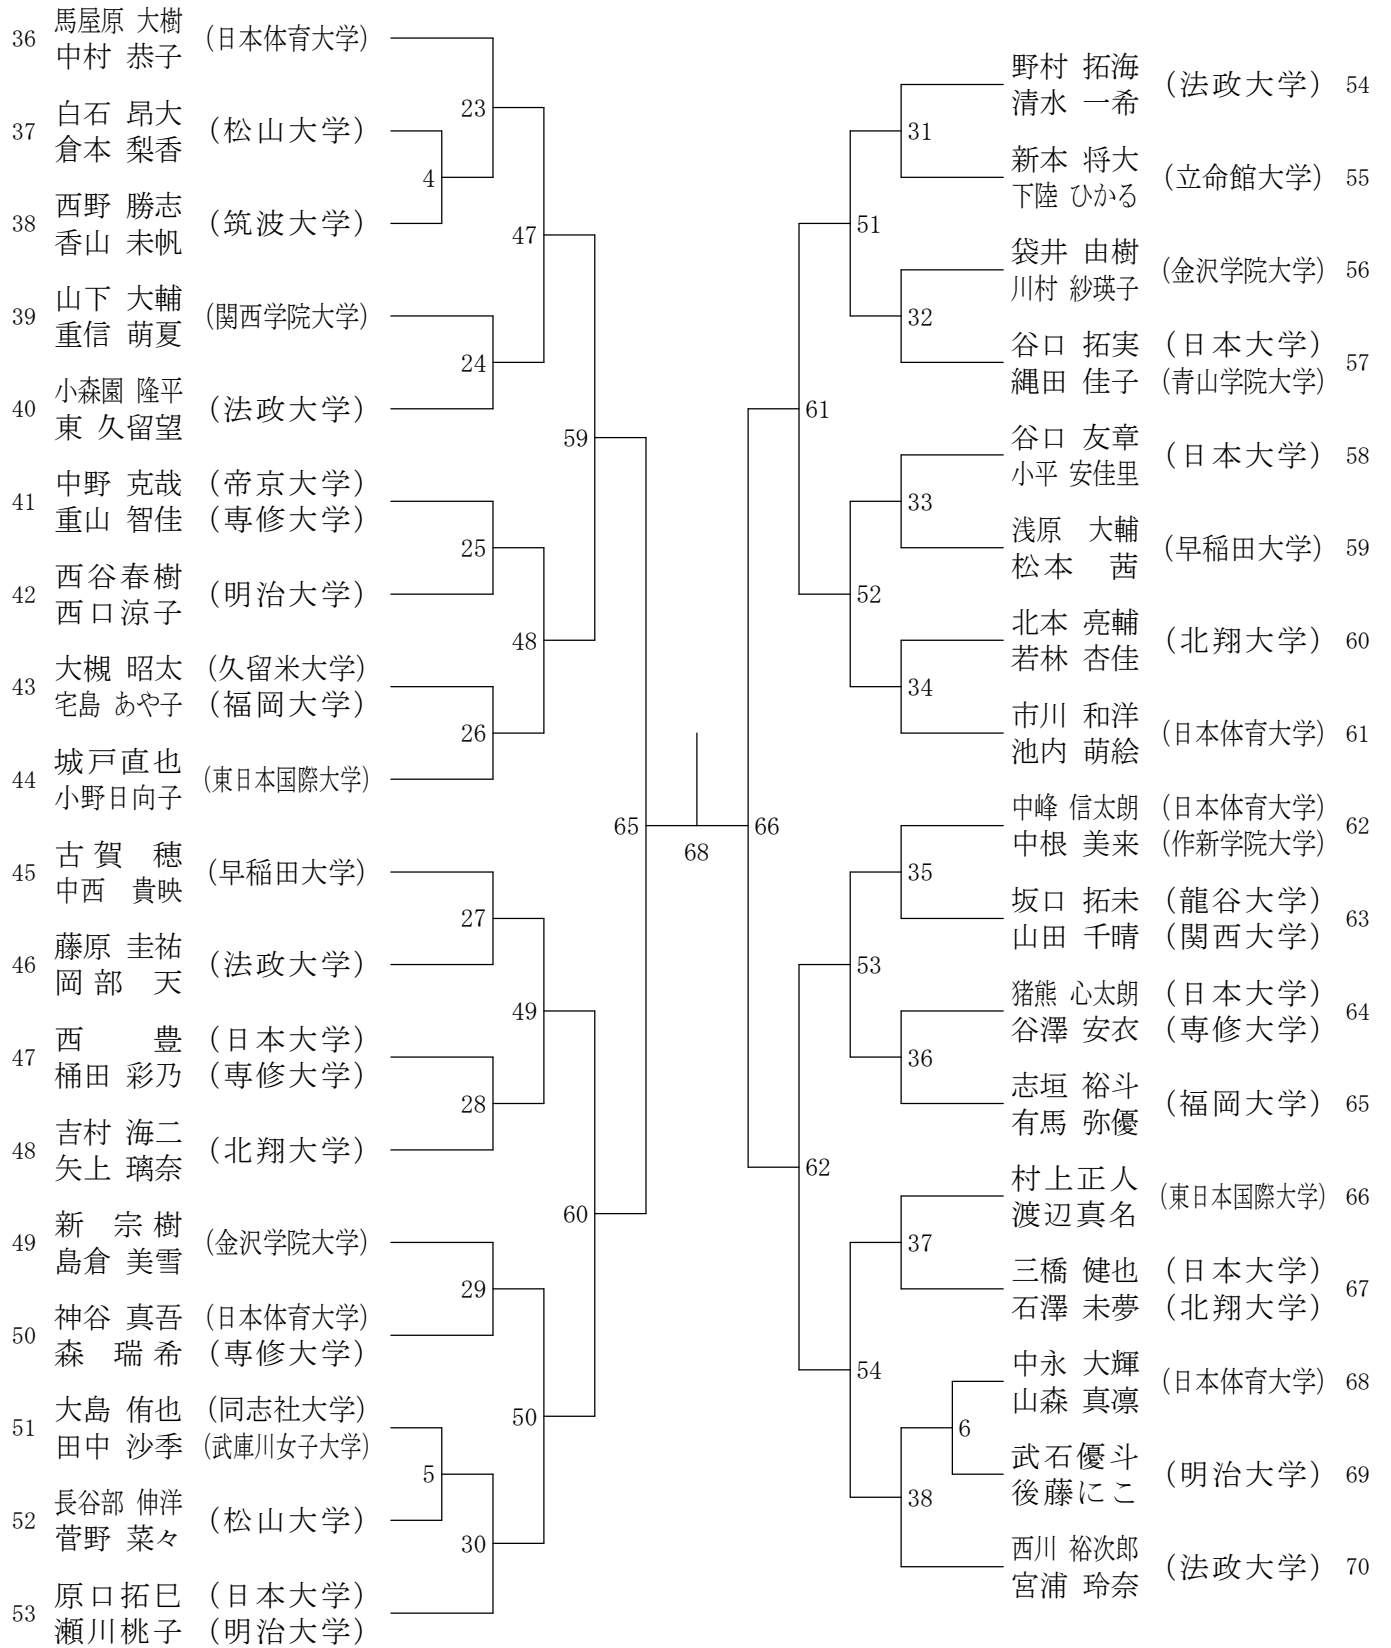 36 馬屋原 大樹 (日本体育大学)
中村 恭子
37 白石 昂大 (松山大学)
倉本 梨香
38 西野 勝志 (筑波大学)
香山 未帆
39 山下 大輔 (関西学院大学)
重信 萌夏
40 小森園 隆平 (法政大学)
東 久留望
41 中野 克哉 (帝京大学)
重山 智佳 (専修大学)
42 西谷春樹 (明治大学)
西口涼子
43 大槻 昭太 (久留米大学)
宅島 あや子 (福岡大学)
44 城戸直也 (東日本国際大学)
小野日向子
45 古賀 穂 (早稲田大学)
中西 貴映
46 藤原 圭祐 (法政大学)
岡部 天
47 西 豊 (日本大学)
桶田 彩乃 (専修大学)
48 吉村 海二 (北翔大学)
矢上 璃奈
49 新 宗樹 (金沢学院大学)
島倉 美雪
50 神谷 真吾 (日本体育大学)
森 瑞希 (専修大学)
51 大島 侑也 (同志社大学)
田中 沙季 (武庫川女子大学)
52 長谷部 伸洋 (松山大学)
菅野 菜々
53 原口拓巳 (日本大学)
瀬川桃子 (明治大学)
23
4
47
24
59
25
48
26
65
27
49
28
60
29
50
5
30
68
66
31
51
32
61
33
52
34
35
53
36
62
37
54
6
38
野村 拓海 (法政大学) 54
清水 一希
新本 将大 (立命館大学) 55
下陸 ひかる
袋井 由樹 (金沢学院大学) 56
川村 紗瑛子
谷口 拓実 (日本大学) 57
縄田 佳子 (青山学院大学)
谷口 友章 (日本大学) 58
小平 安佳里
浅原 大輔 (早稲田大学) 59
松本 茜
北本 亮輔 (北翔大学) 60
若林 杏佳
市川 和洋 (日本体育大学) 61
池内 萌絵
中峰 信太朗 (日本体育大学) 62
中根 美来 (作新学院大学)
坂口 拓未 (龍谷大学) 63
山田 千晴 (関西大学)
猪熊 心太朗 (日本大学) 64
谷澤 安衣 (専修大学)
志垣 裕斗 (福岡大学) 65
有馬 弥優
村上正人 (東日本国際大学) 66
渡辺真名
三橋 健也 (日本大学) 67
石澤 未夢 (北翔大学)
中永 大輝 (日本体育大学) 68
山森 真凛
武石優斗 (明治大学) 69
後藤にこ
西川 裕次郎 (法政大学) 70
宮浦 玲奈